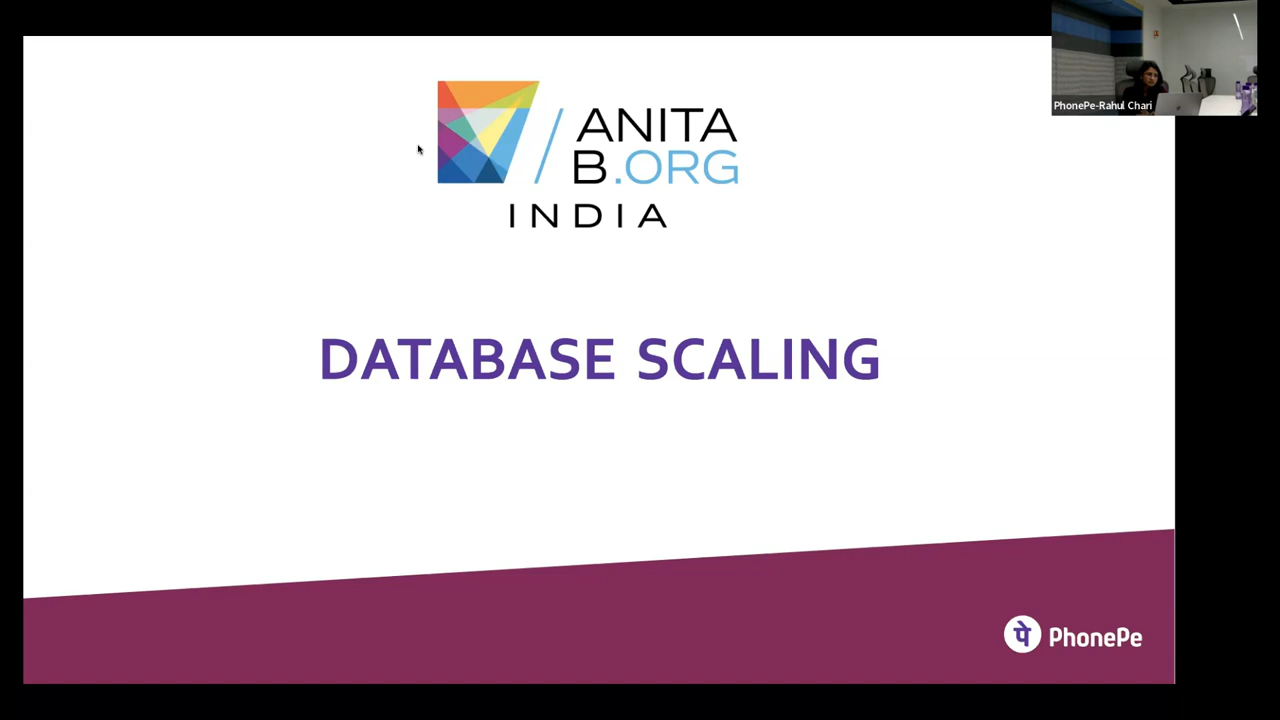 PhonePe-Rahul Chari
ANITA
B.ORG
INDIA
DATABASE SCALING
पे PhonePe